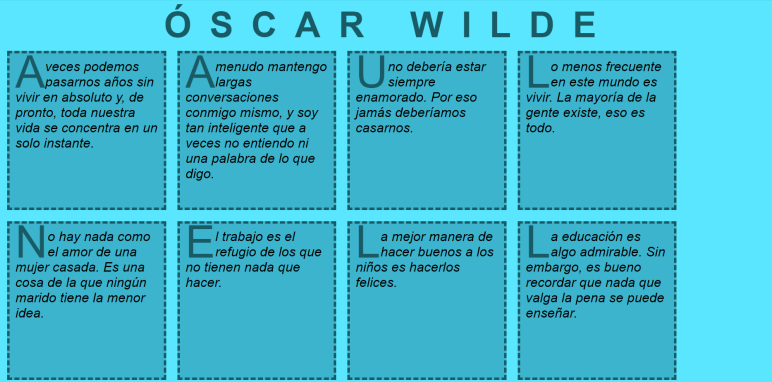 ÓSCAR WILDE
A veces podemos
pasarnos años sin
vivir en absoluto y, de
pronto, toda nuestra
vida se concentra en un
solo instante.
A menudo mantengo
largas
conversaciones
conmigo mismo, y soy
tan inteligente que a
veces no entiendo ni
una palabra de lo que
digo.
Uno debería estar
siempre
enamorado. Por eso
jamás deberíamos
casarnos.
Lo menos frecuente
en este mundo es
vivir. La mayoría de la
gente existe, eso es
todo.
No hay nada como
el amor de una
mujer casada. Es una
cosa de la que ningún
marido tiene la menor
idea.
El trabajo es el
refugio de los que
no tienen nada que
hacer.
La mejor manera de
hacer buenos a los
niños es hacerlos
felices.
La educación es
algo admirable. Sin
embargo, es bueno
recordar que nada que
valga la pena se puede
enseñar.